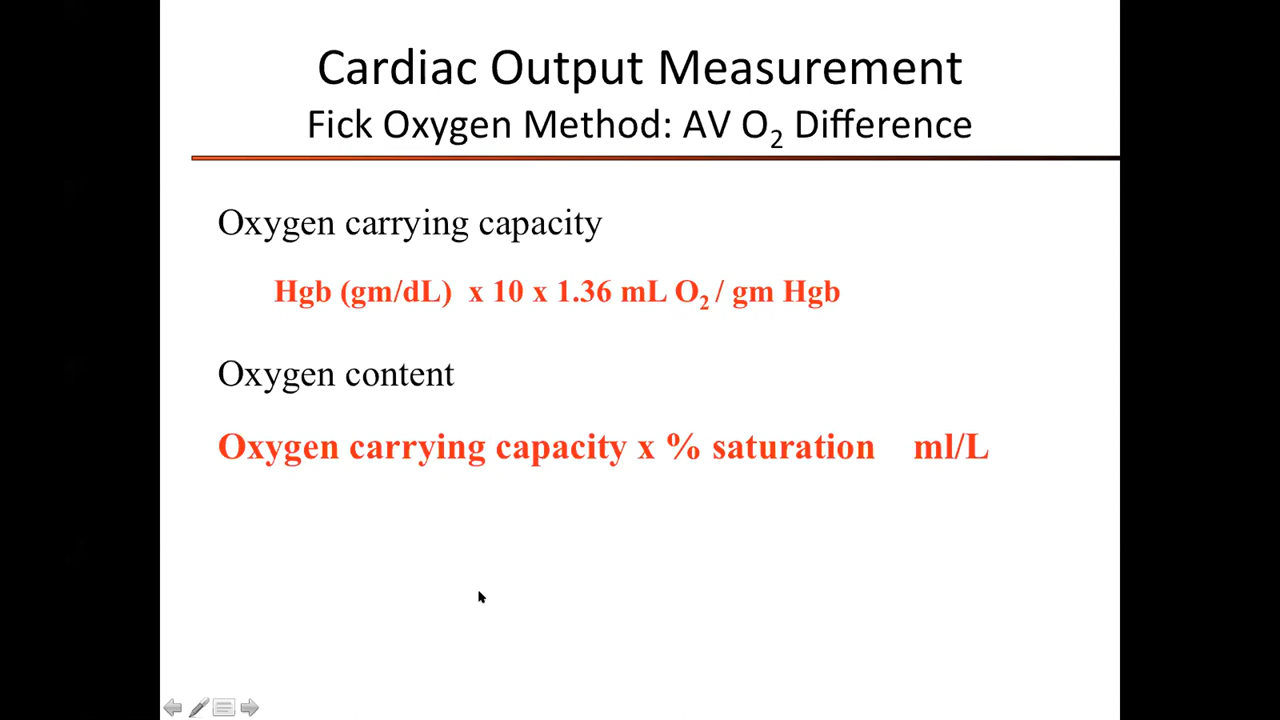 Cardiac Output Measurement
Fick Oxygen Method: AV O₂ Difference
Oxygen carrying capacity
Hgb (gm/dL) x 10 x 1.36 mL O₂ / gm Hgb
Oxygen content
Oxygen carrying capacity x % saturation ml/L